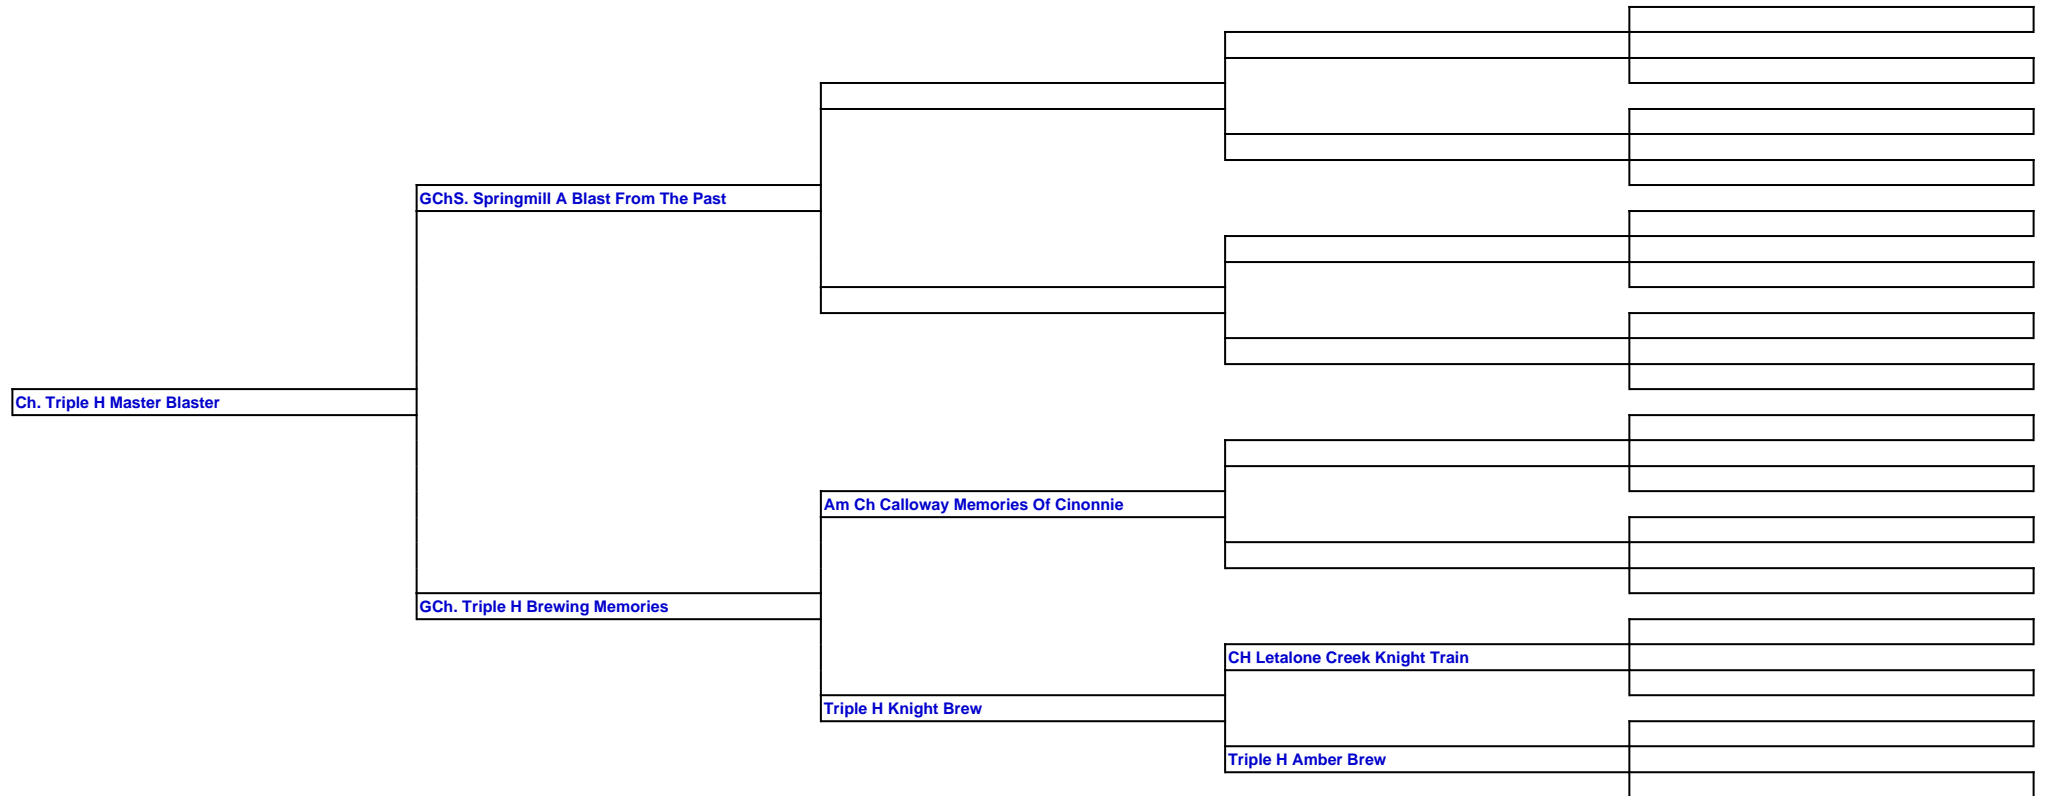 GChS. Springmill A Blast From The Past
Ch. Triple H Master Blaster
Am Ch Calloway Memories Of Cinonnie
GCh. Triple H Brewing Memories
CH Letalone Creek Knight Train
Triple H Knight Brew
Triple H Amber Brew